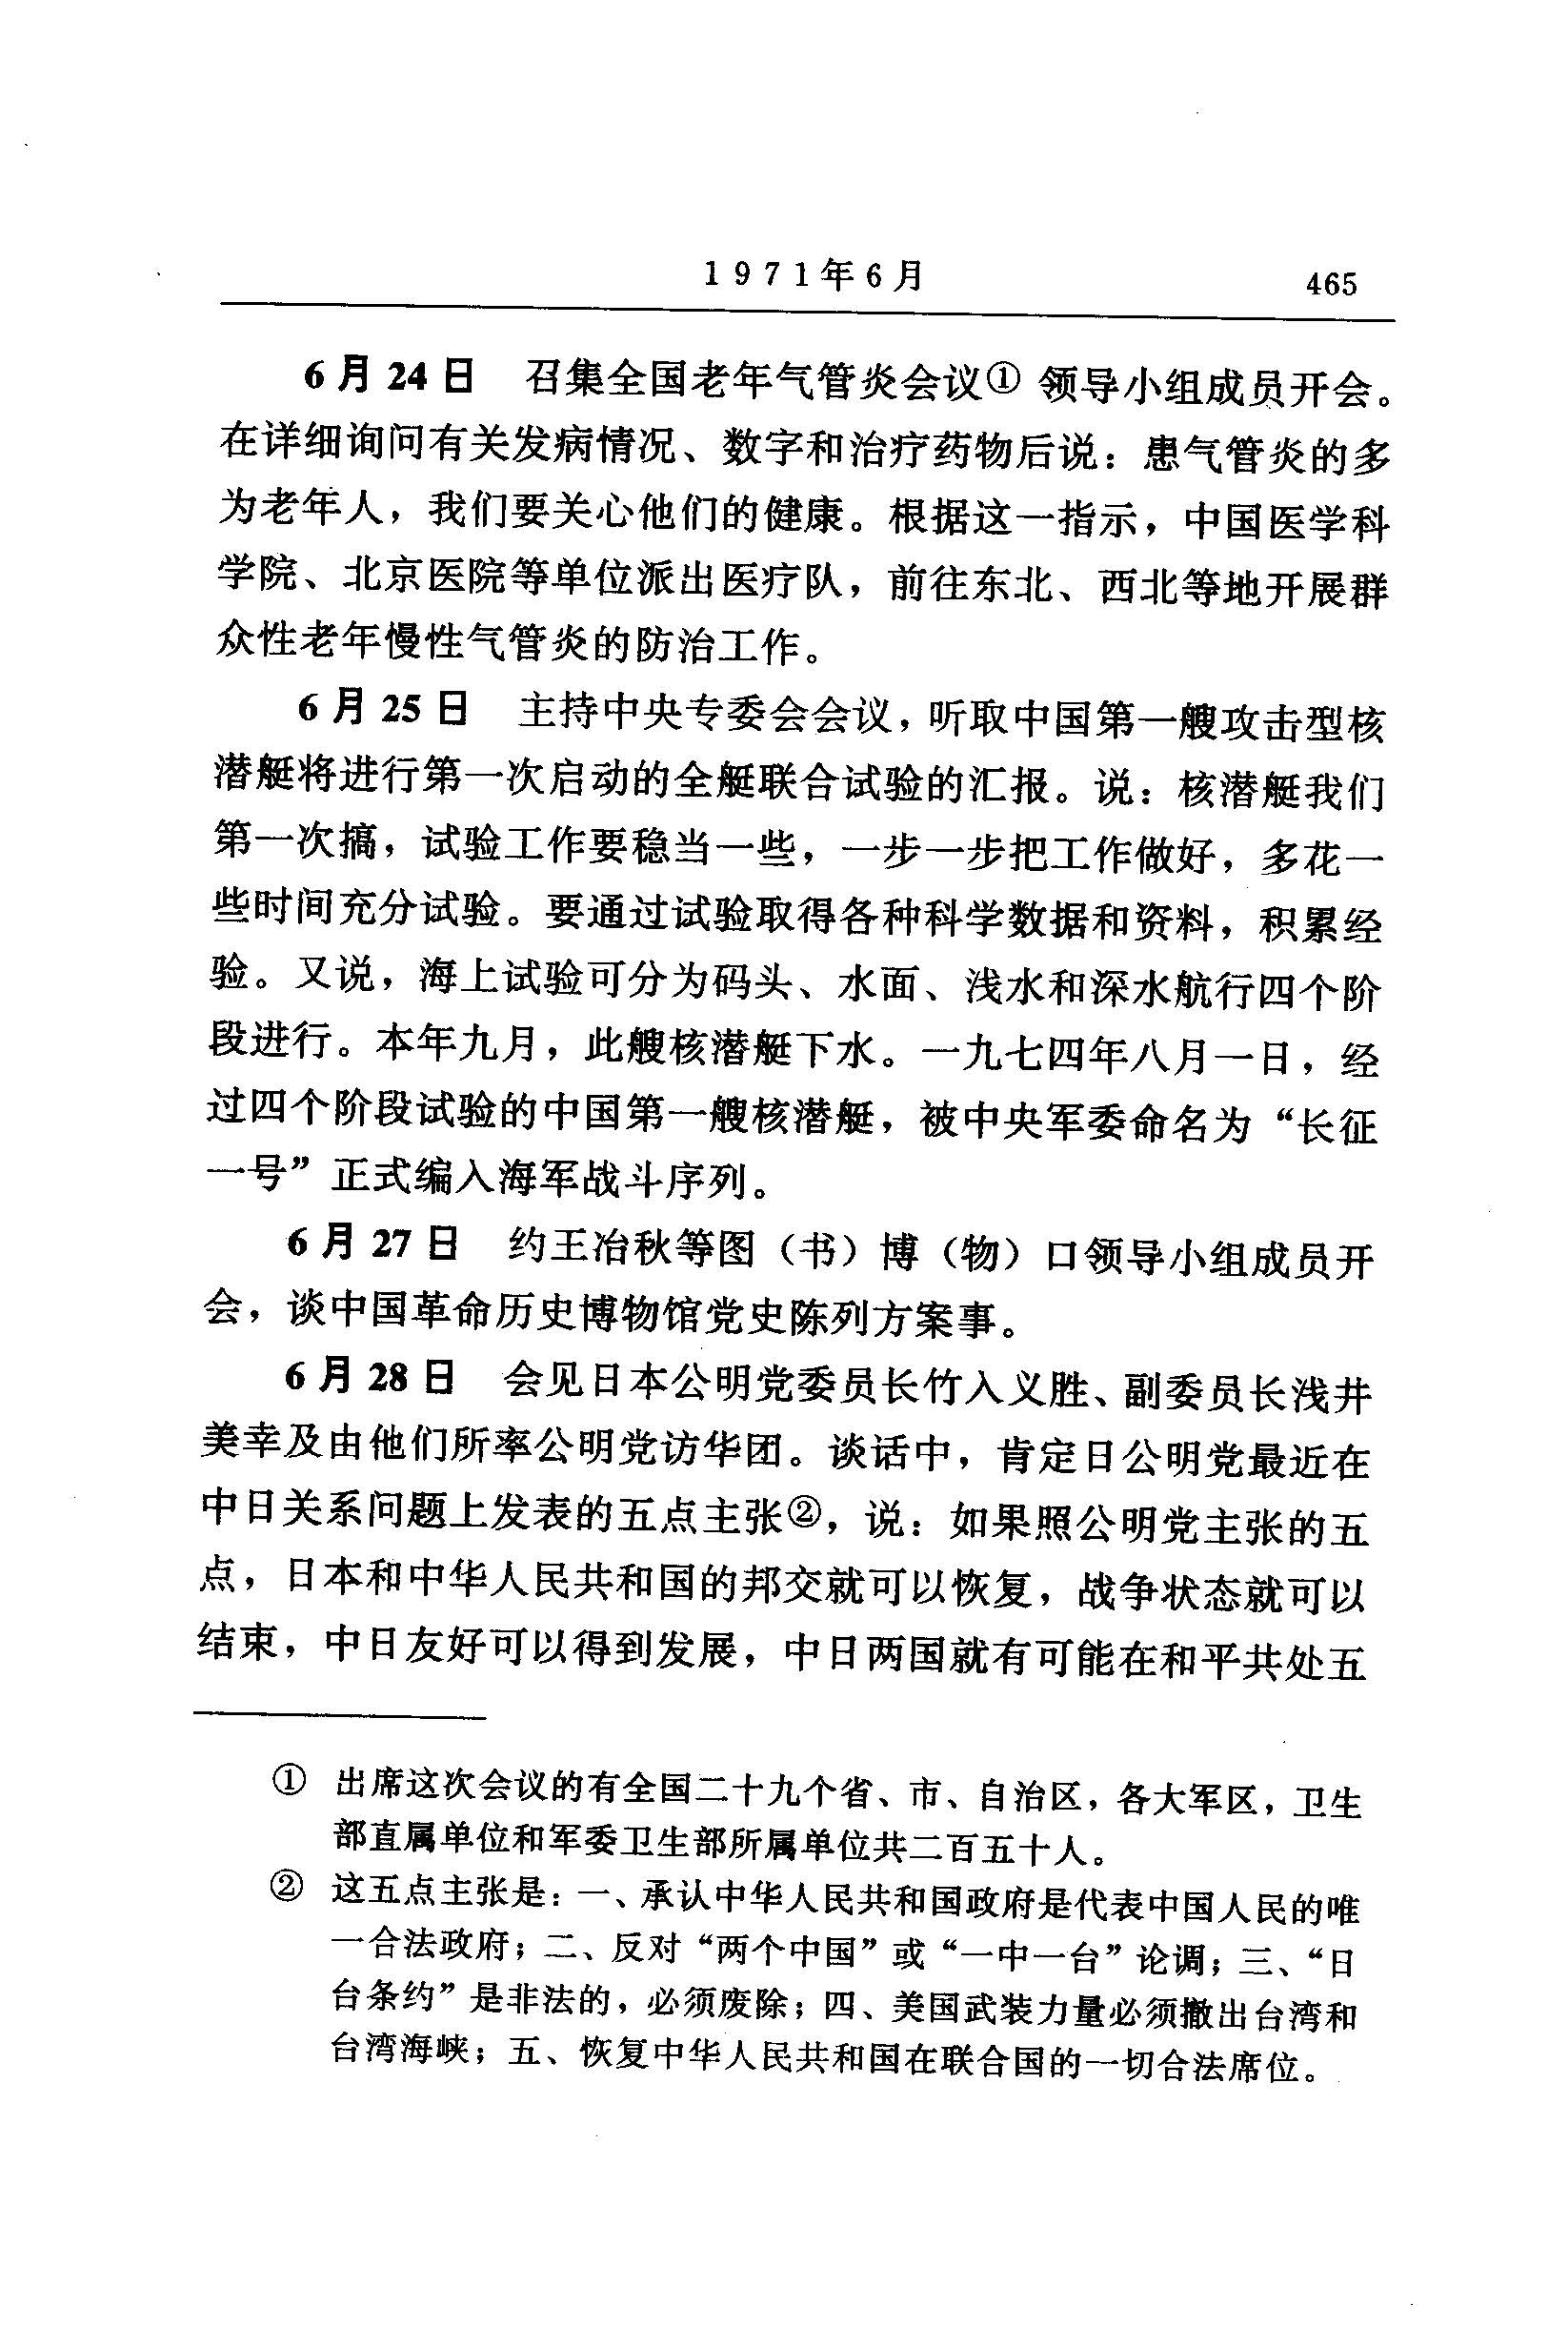 1971年6月 465
6月24日 召集全国老年气管炎会议① 领导小组成员开会。
在详细询问有关发病情况、数字和治疗药物后说：患气管炎的多
为老年人，我们要关心他们的健康。根据这一指示，中国医学科
学院、北京医院等单位派出医疗队，前往东北、西北等地开展群
众性老年慢性气管炎的防治工作。
6月25日 主持中央专委会会议，听取中国第一艘攻击型核
潜艇将进行第一次启动的全艇联合试验的汇报。说：核潜艇我们
第一次搞，试验工作要稳当一些，一步一步把工作做好，多花一
些时间充分试验。要通过试验取得各种科学数据和资料，积累经
验。又说，海上试验可分为码头、水面、浅水和深水航行四个阶
段进行。本年九月，此艘核潜艇下水。一九七四年八月一日，经
过四个阶段试验的中国第一艘核潜艇，被中央军委命名为“长征
一号”正式编入海军战斗序列。
6月27日 约王冶秋等图（书）博（物）口领导小组成员开
会，谈中国革命历史博物馆党史陈列方案事。
6月28日 会见日本公明党委员长竹入义胜、副委员长浅井
美幸及由他们所率公明党访华团。谈话中，肯定日公明党最近在
中日关系问题上发表的五点主张②，说：如果照公明党主张的五
点，日本和中华人民共和国的邦交就可以恢复，战争状态就可以
结束，中日友好可以得到发展，中日两国就有可能在和平共处五
① 出席这次会议的有全国二十九个省、市、自治区，各大军区，卫生
部直属单位和军委卫生部所属单位共二百五十人。
② 这五点主张是：一、承认中华人民共和国政府是代表中国人民的唯
一合法政府；二、反对“两个中国”或“一中一台”论调；三、“日
台条约”是非法的，必须废除；四、美国武装力量必须撤出台湾和
台湾海峡；五、恢复中华人民共和国在联合国的一切合法席位。